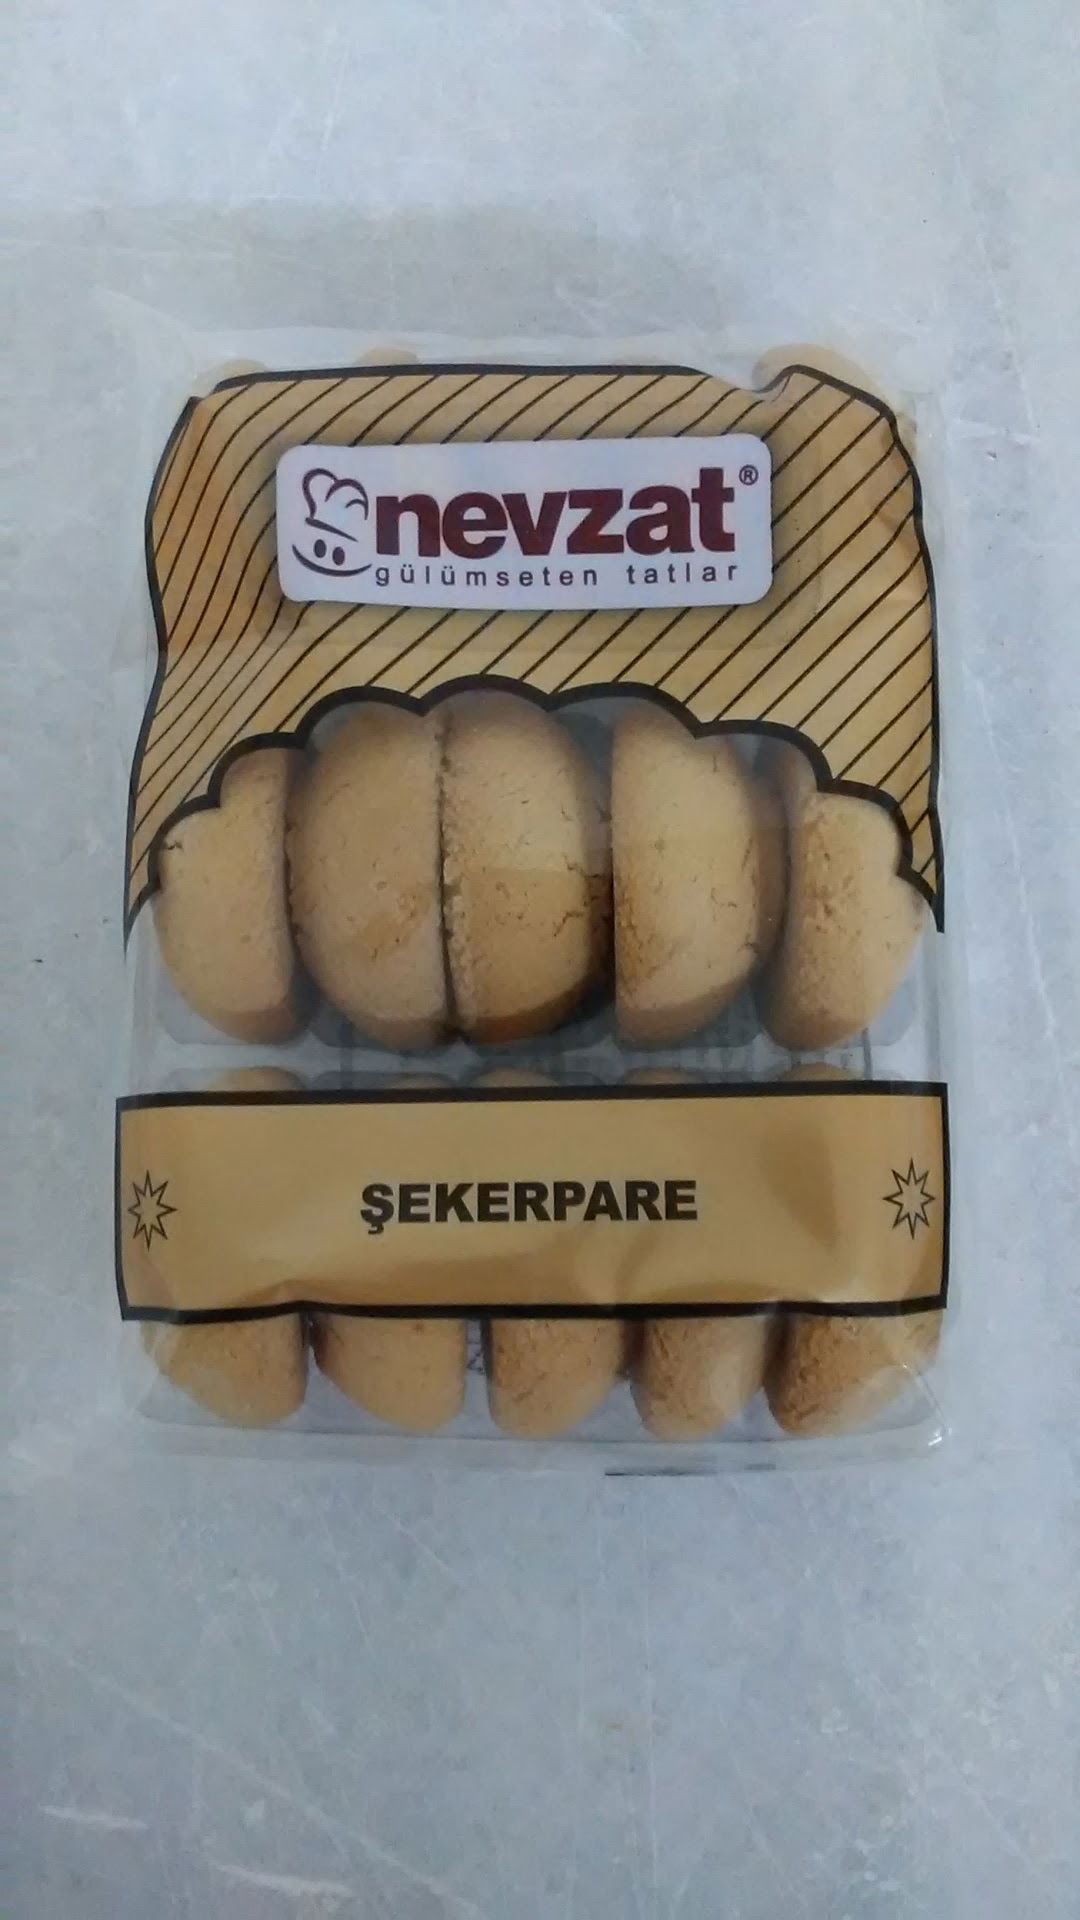 nevzat®
gülümseten tatlar
ŞEKERPARE